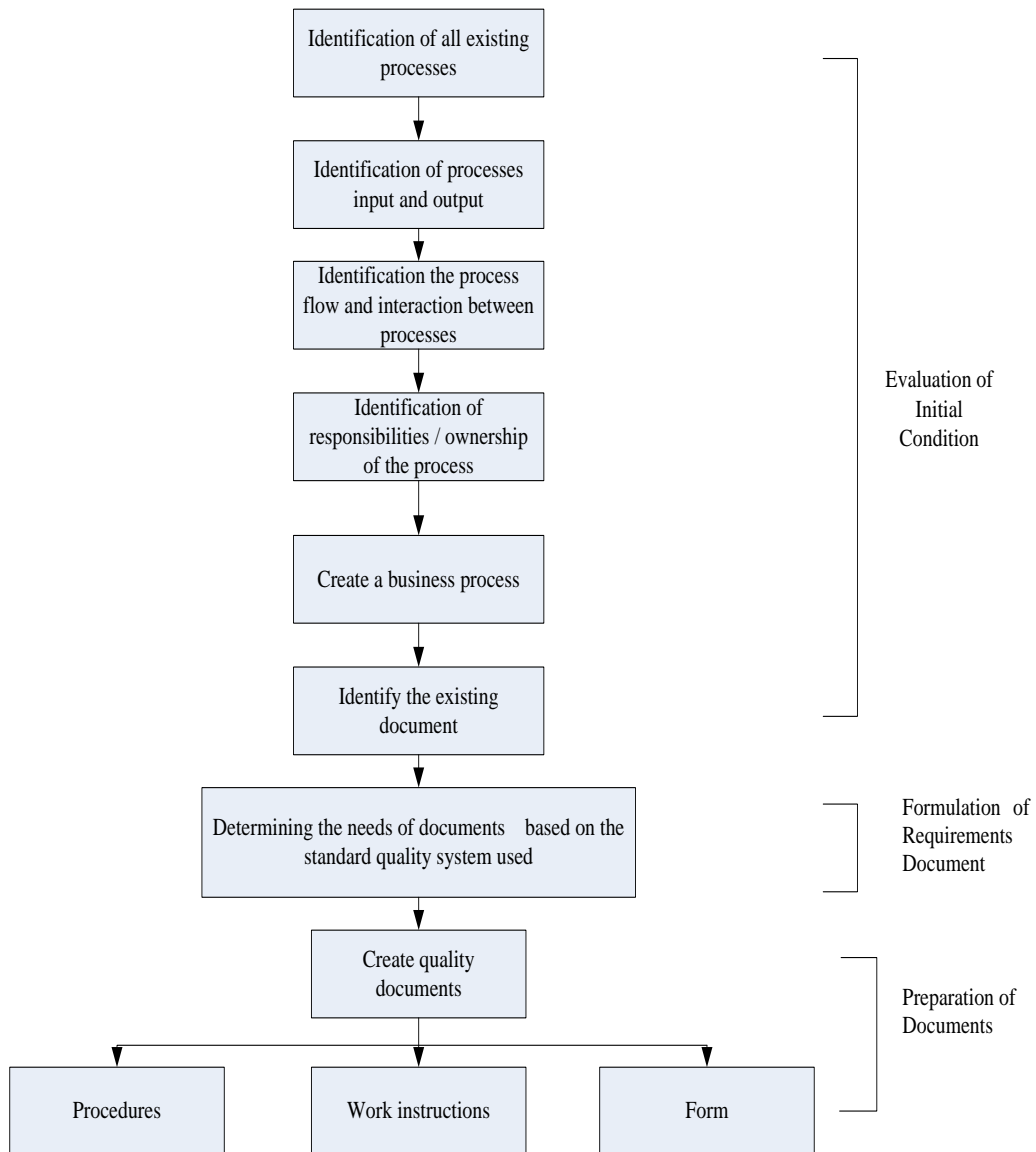 Identification of all existing
processes
Identification of processes
input and output
Identification the process
flow and interaction between
processes
Identification of
responsibilities / ownership
of the process
Create a business process
Identify the existing
document
Evaluation of
Initial
Condition
Determining the needs of documents based on the
standard quality system used
Formulation of
Requirements
Document
Create quality
documents
Preparation of
Documents
Procedures
Work instructions
Form